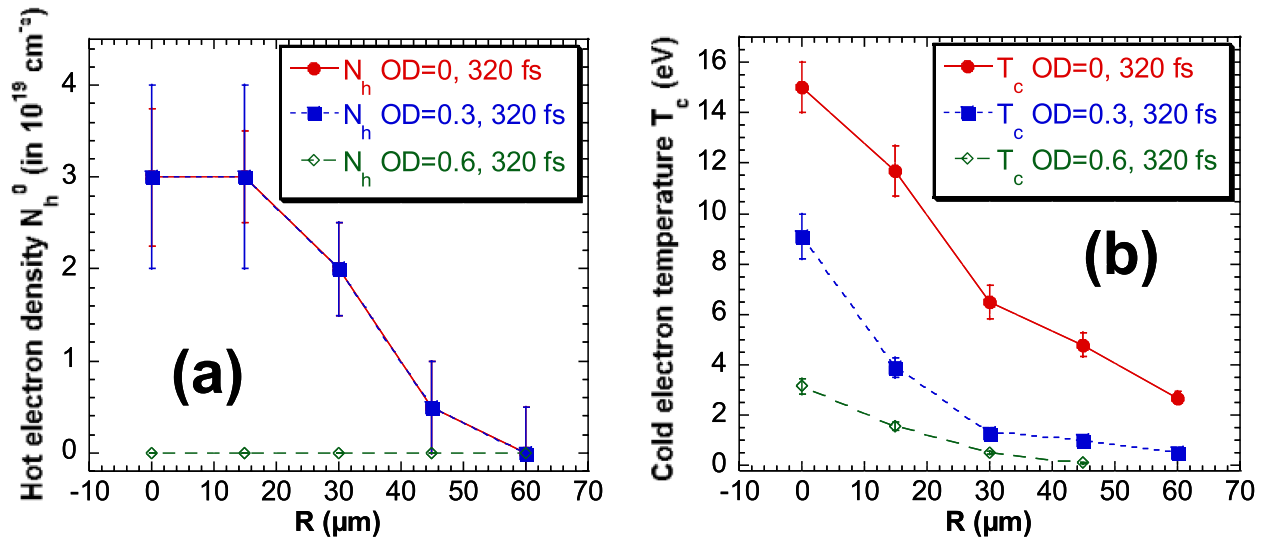 Hot electron density N_h^0 (in 10^19 cm^-3)
4
3
2
1
0
N_h OD=0, 320 fs
N_h OD=0.3, 320 fs
N_h OD=0.6, 320 fs
(a)
-10 0 10 20 30 40 50 60 70
R (µm)
Cold electron temperature T_c (eV)
16
14
12
10
8
6
4
2
0
T_c OD=0, 320 fs
T_c OD=0.3, 320 fs
T_c OD=0.6, 320 fs
(b)
-10 0 10 20 30 40 50 60 70
R (µm)